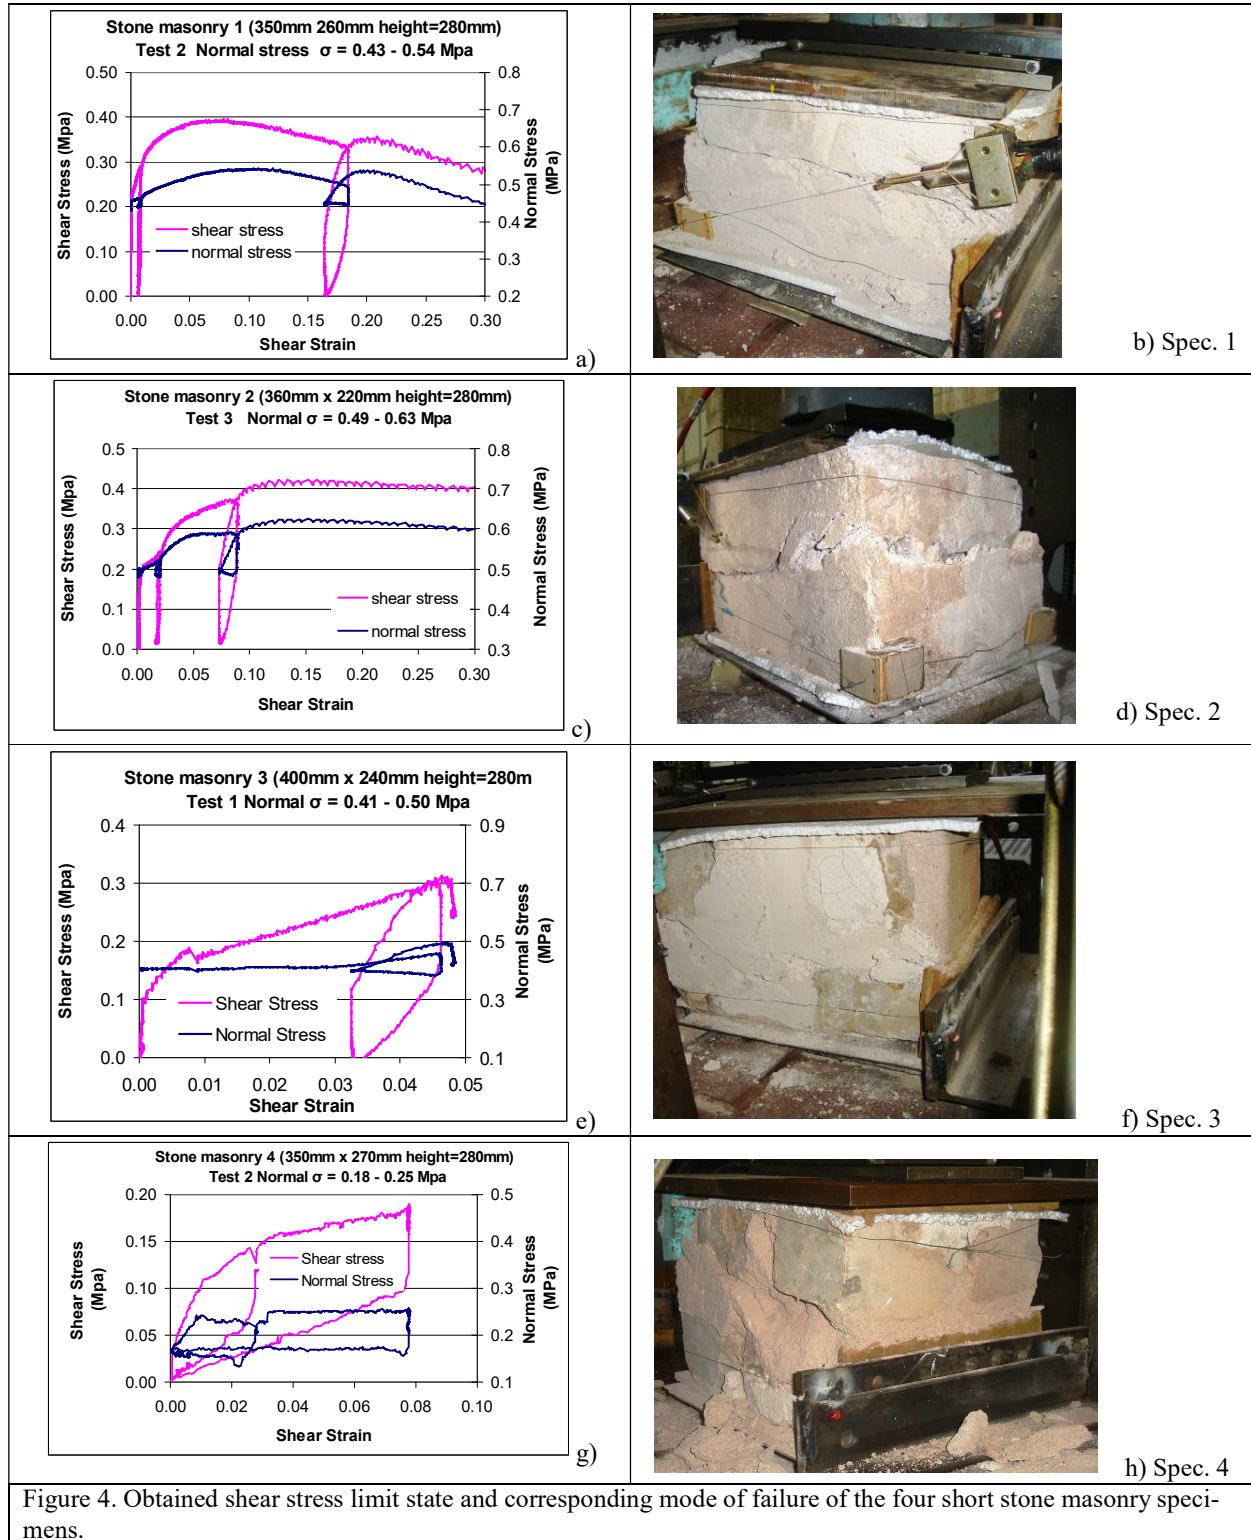 Stone masonry 1 (350mm 260mm height=280mm)
Test 2  Normal stress  σ = 0.43 - 0.54 Mpa
Shear Stress (Mpa)
0.50
0.40
0.30
0.20
0.10
0.00
0.8
0.7
0.6
0.5
0.4
0.3
0.2
Normal Stress
(MPa)
shear stress
normal stress
0.00 0.05 0.10 0.15 0.20 0.25 0.30
Shear Strain
a)
b) Spec. 1
Stone masonry 2 (360mm x 220mm height=280mm)
Test 3   Normal σ = 0.49 - 0.63 Mpa
Shear Stress (Mpa)
0.5
0.4
0.3
0.2
0.1
0.0
0.8
0.7
0.6
0.5
0.4
0.3
Normal Stress (MPa)
shear stress
normal stress
0.00 0.05 0.10 0.15 0.20 0.25 0.30
Shear Strain
c)
d) Spec. 2
Stone masonry 3 (400mm x 240mm height=280m
Test 1 Normal σ = 0.41 - 0.50 Mpa
Shear Stress (Mpa)
0.4
0.3
0.2
0.1
0.0
0.9
0.7
0.5
0.3
0.1
Normal Stress
(MPa)
Shear Stress
Normal Stress
0.00 0.01 0.02 0.03 0.04 0.05
Shear Strain
e)
f) Spec. 3
Stone masonry 4 (350mm x 270mm height=280mm)
Test 2 Normal σ = 0.18 - 0.25 Mpa
Shear Stress
(Mpa)
0.20
0.15
0.10
0.05
0.00
0.5
0.4
0.3
0.2
0.1
Normal Stress
(MPa)
Shear stress
Normal Stress
0.00 0.02 0.04 0.06 0.08 0.10
Shear Strain
g)
h) Spec. 4
Figure 4. Obtained shear stress limit state and corresponding mode of failure of the four short stone masonry speci-
mens.